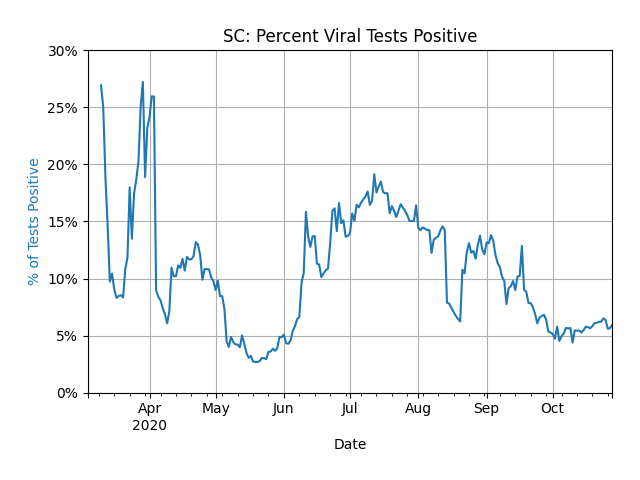 SC: Percent Viral Tests Positive
30%
25%
20%
15%
10%
5%
0%
% of Tests Positive
Apr May Jun Jul Aug Sep Oct
2020
Date